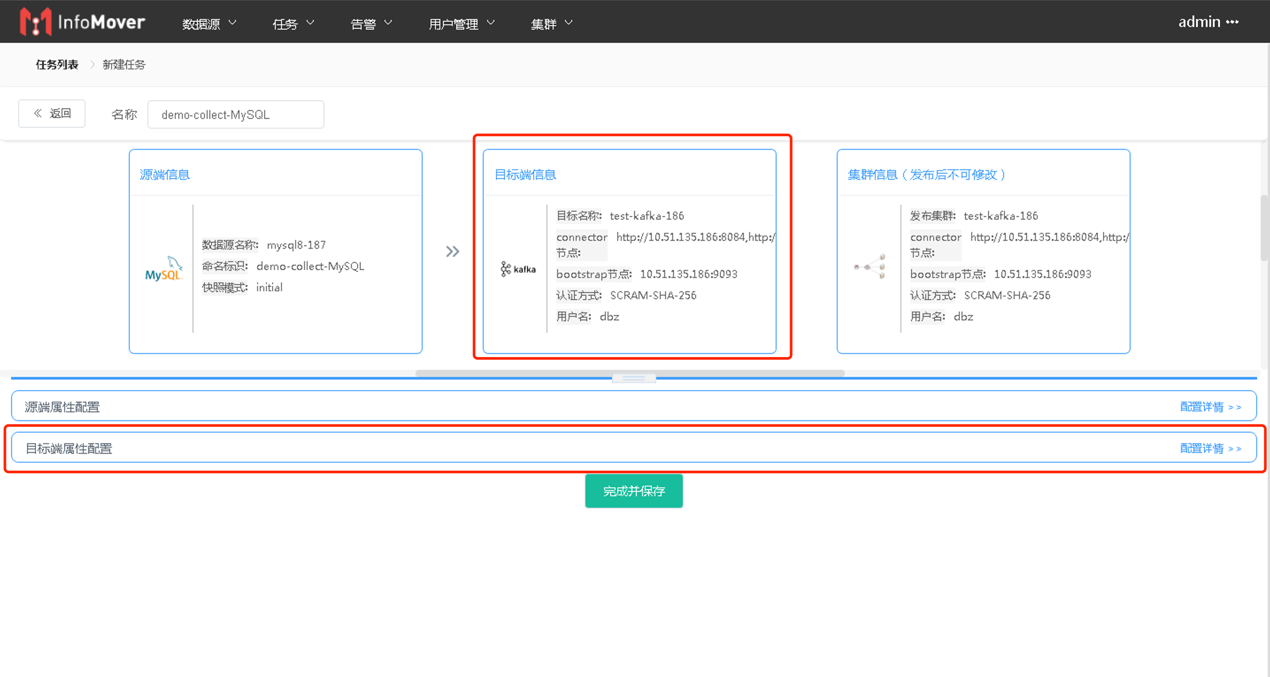 InfoMover 数据源 任务 告警 用户管理 集群 admin
任务列表 新建任务
返回 名称 demo-collect-MySQL
源端信息
MySQL
数据源名称: mysql8-187
命名标识: demo-collect-MySQL
快照模式: initial
目标端信息
kafka
目标名称: test-kafka-186
connector http://10.51.135.186:8084,http:/
节点:
bootstrap节点: 10.51.135.186:9093
认证方式: SCRAM-SHA-256
用户名: dbz
集群信息（发布后不可修改）
发布集群: test-kafka-186
connector http://10.51.135.186:8084,http:/
节点:
bootstrap节点: 10.51.135.186:9093
认证方式: SCRAM-SHA-256
用户名: dbz
源端属性配置 配置详情 >>
目标端属性配置 配置详情 >>
完成并保存